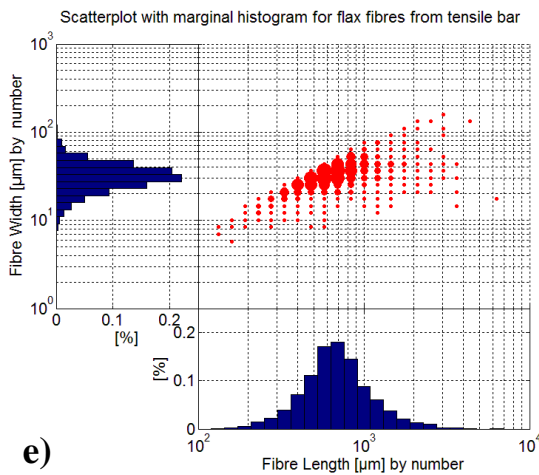 Scatterplot with marginal histogram for flax fibres from tensile bar
Fibre Width [µm] by number
10³
10²
10¹
10⁰
0 0.1 0.2
[%]
[%]
0.2
0.1
0
10² 10³ 10⁴
Fibre Length [µm] by number
e)